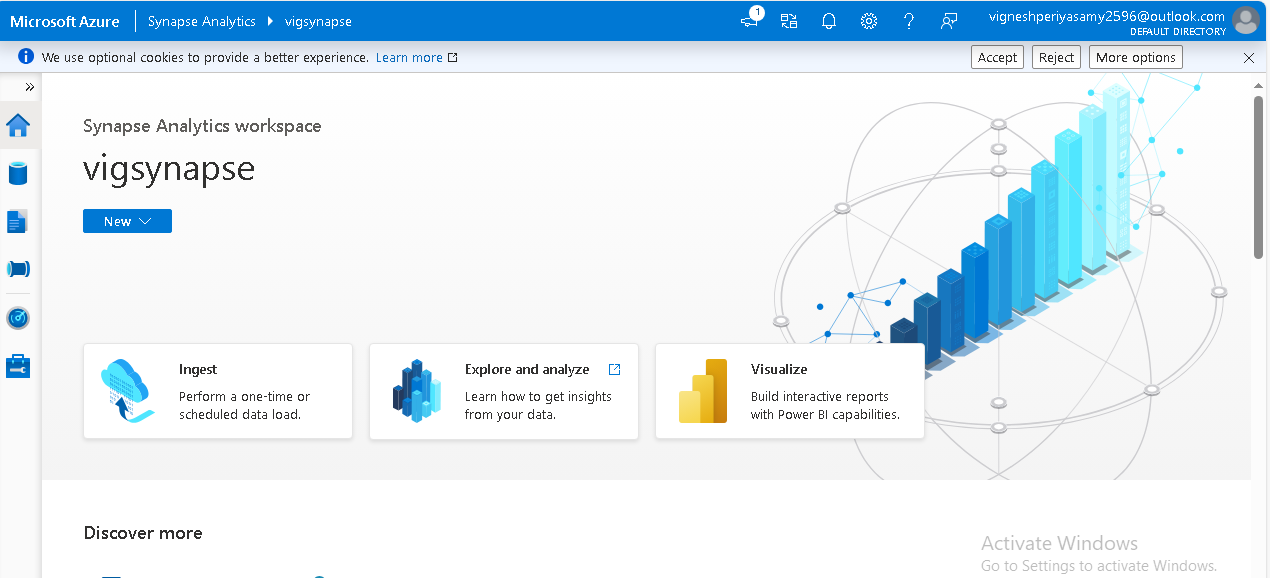 Microsoft Azure
Synapse Analytics
vigsynapse
1
vigneshperiyasamy2596@outlook.com
DEFAULT DIRECTORY
We use optional cookies to provide a better experience. Learn more
Accept
Reject
More options
Synapse Analytics workspace
vigsynapse
New
Ingest
Perform a one-time or
scheduled data load.
Explore and analyze
Learn how to get insights
from your data.
Visualize
Build interactive reports
with Power BI capabilities.
Discover more
Activate Windows
Go to Settings to activate Windows.